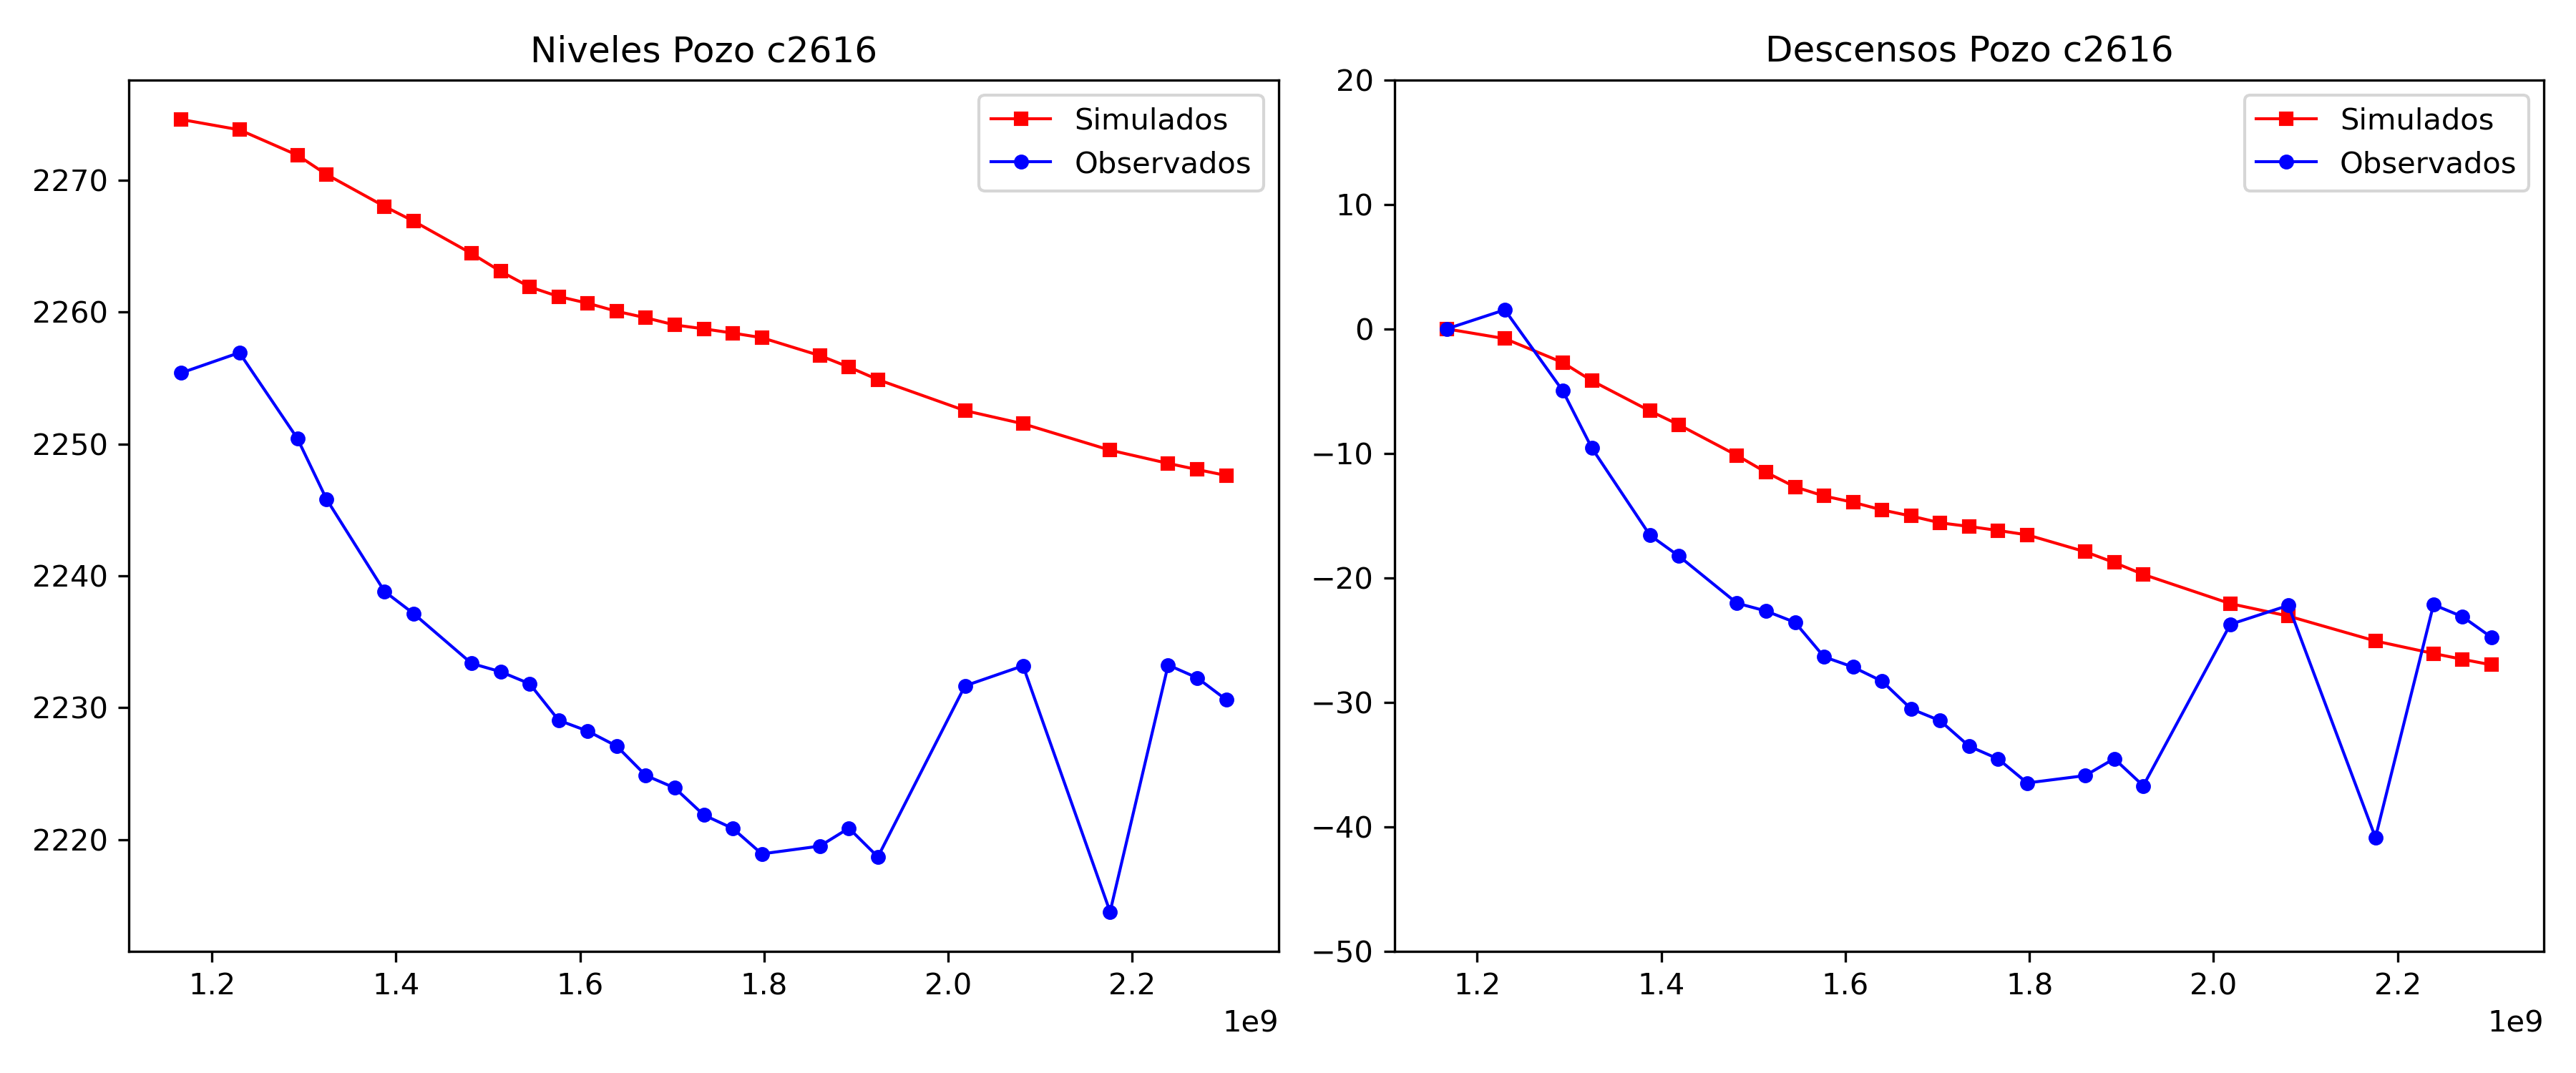 Niveles Pozo c2616
Simulados
Observados
2270
2260
2250
2240
2230
2220
1.2 1.4 1.6 1.8 2.0 2.2
1e9
Descensos Pozo c2616
Simulados
Observados
20
10
0
−10
−20
−30
−40
−50
1.2 1.4 1.6 1.8 2.0 2.2
1e9